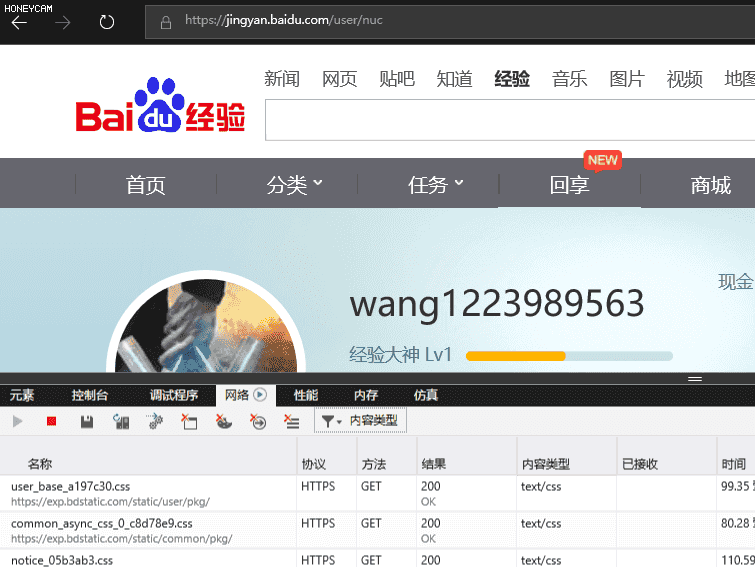 HONEYCAM
https://jingyan.baidu.com/user/nuc
新闻 网页 贴吧 知道 经验 音乐 图片 视频 地图
Bai du 经验
NEW
首页 分类 任务 回享 商城
现金
wang1223989563
经验大神 Lv1
元素 控制台 调试程序 网络 性能 内存 仿真
内容类型
名称 协议 方法 结果 内容类型 已接收 时间
user_base_a197c30.css HTTPS GET 200 text/css 99.35
https://exp.bdstatic.com/static/user/pkg/ OK
common_async_css_0_c8d78e9.css HTTPS GET 200 text/css 80.28
https://exp.bdstatic.com/static/common/pkg/ OK
notice_05b3ab3.css HTTPS GET 200 text/css 110.59